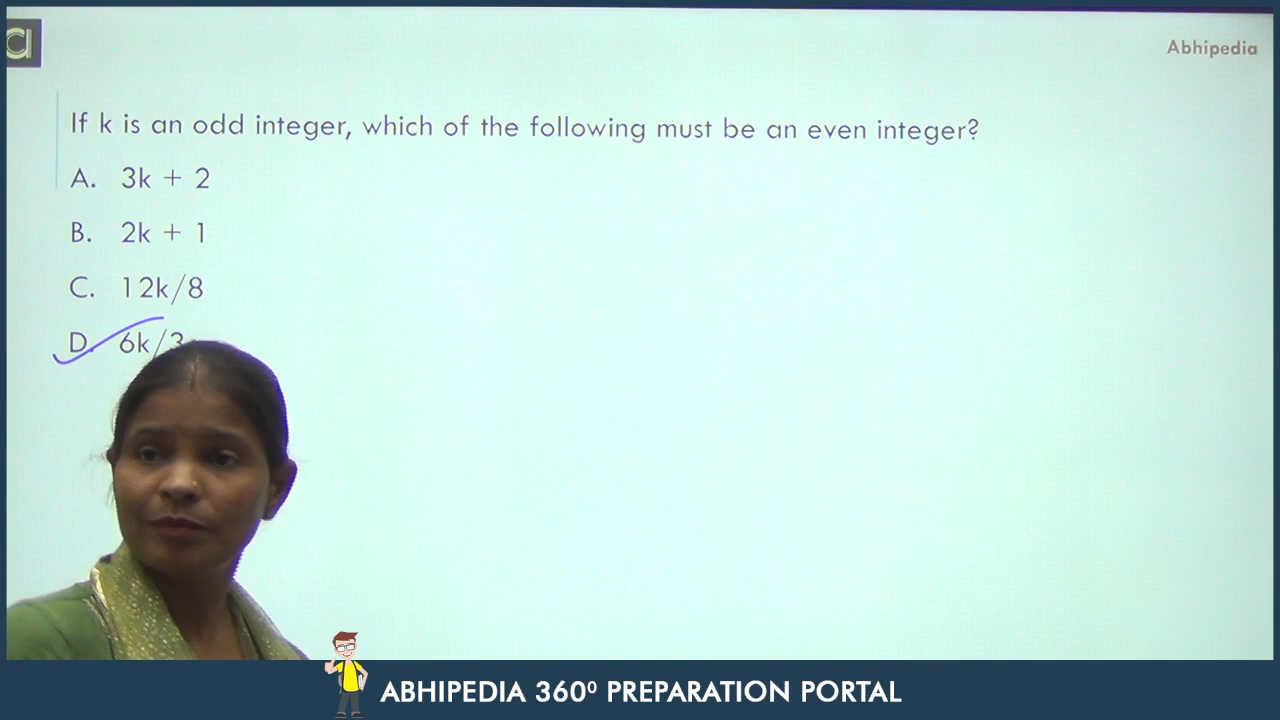 a
Abhipedia
If k is an odd integer, which of the following must be an even integer?
A. 3k + 2
B. 2k + 1
C. 12k/8
D. 6k/3
ABHIPEDIA 360⁰ PREPARATION PORTAL